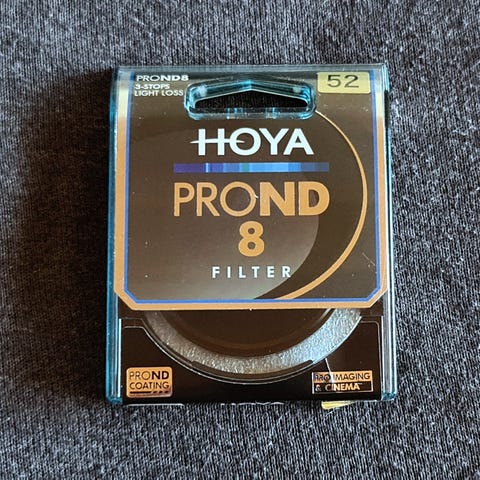 PROND8
3-STOPS
LIGHT LOSS
52
HOYA
PROND
8
FILTER
PROND
COATING
PRO IMAGING
& CINEMA